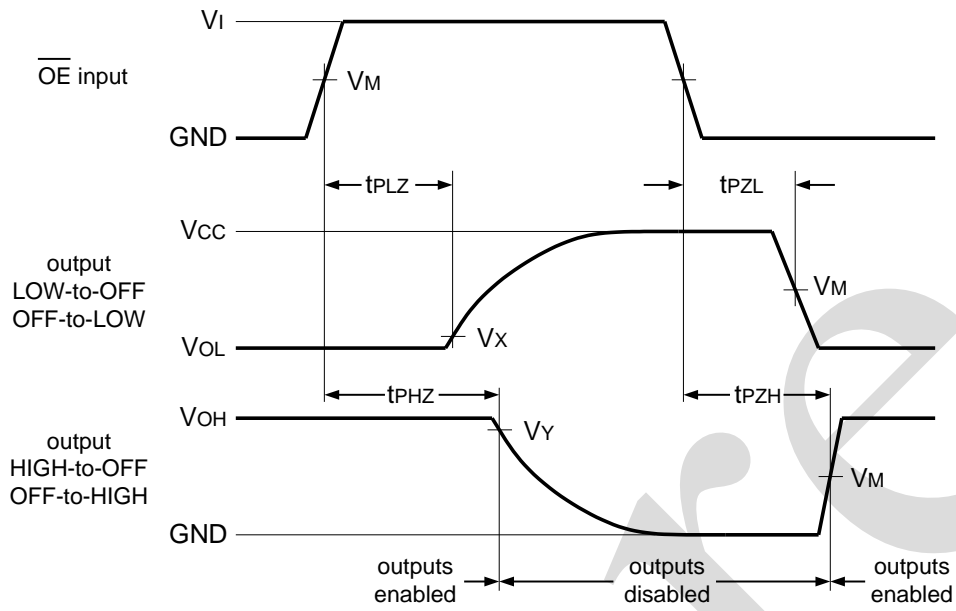 VI
OE input
VM
GND
tPLZ
tPZL
VCC
output
LOW-to-OFF
OFF-to-LOW
VM
VX
VOL
tPHZ
tPZH
VOH
VY
output
HIGH-to-OFF
OFF-to-HIGH
VM
GND
outputs
enabled
outputs
disabled
outputs
enabled
re